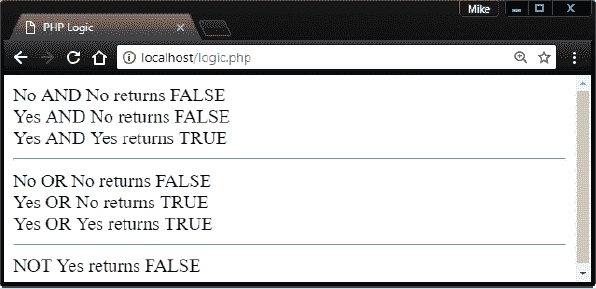 Mike
PHP Logic
localhost/logic.php
No AND No returns FALSE
Yes AND No returns FALSE
Yes AND Yes returns TRUE
No OR No returns FALSE
Yes OR No returns TRUE
Yes OR Yes returns TRUE
NOT Yes returns FALSE